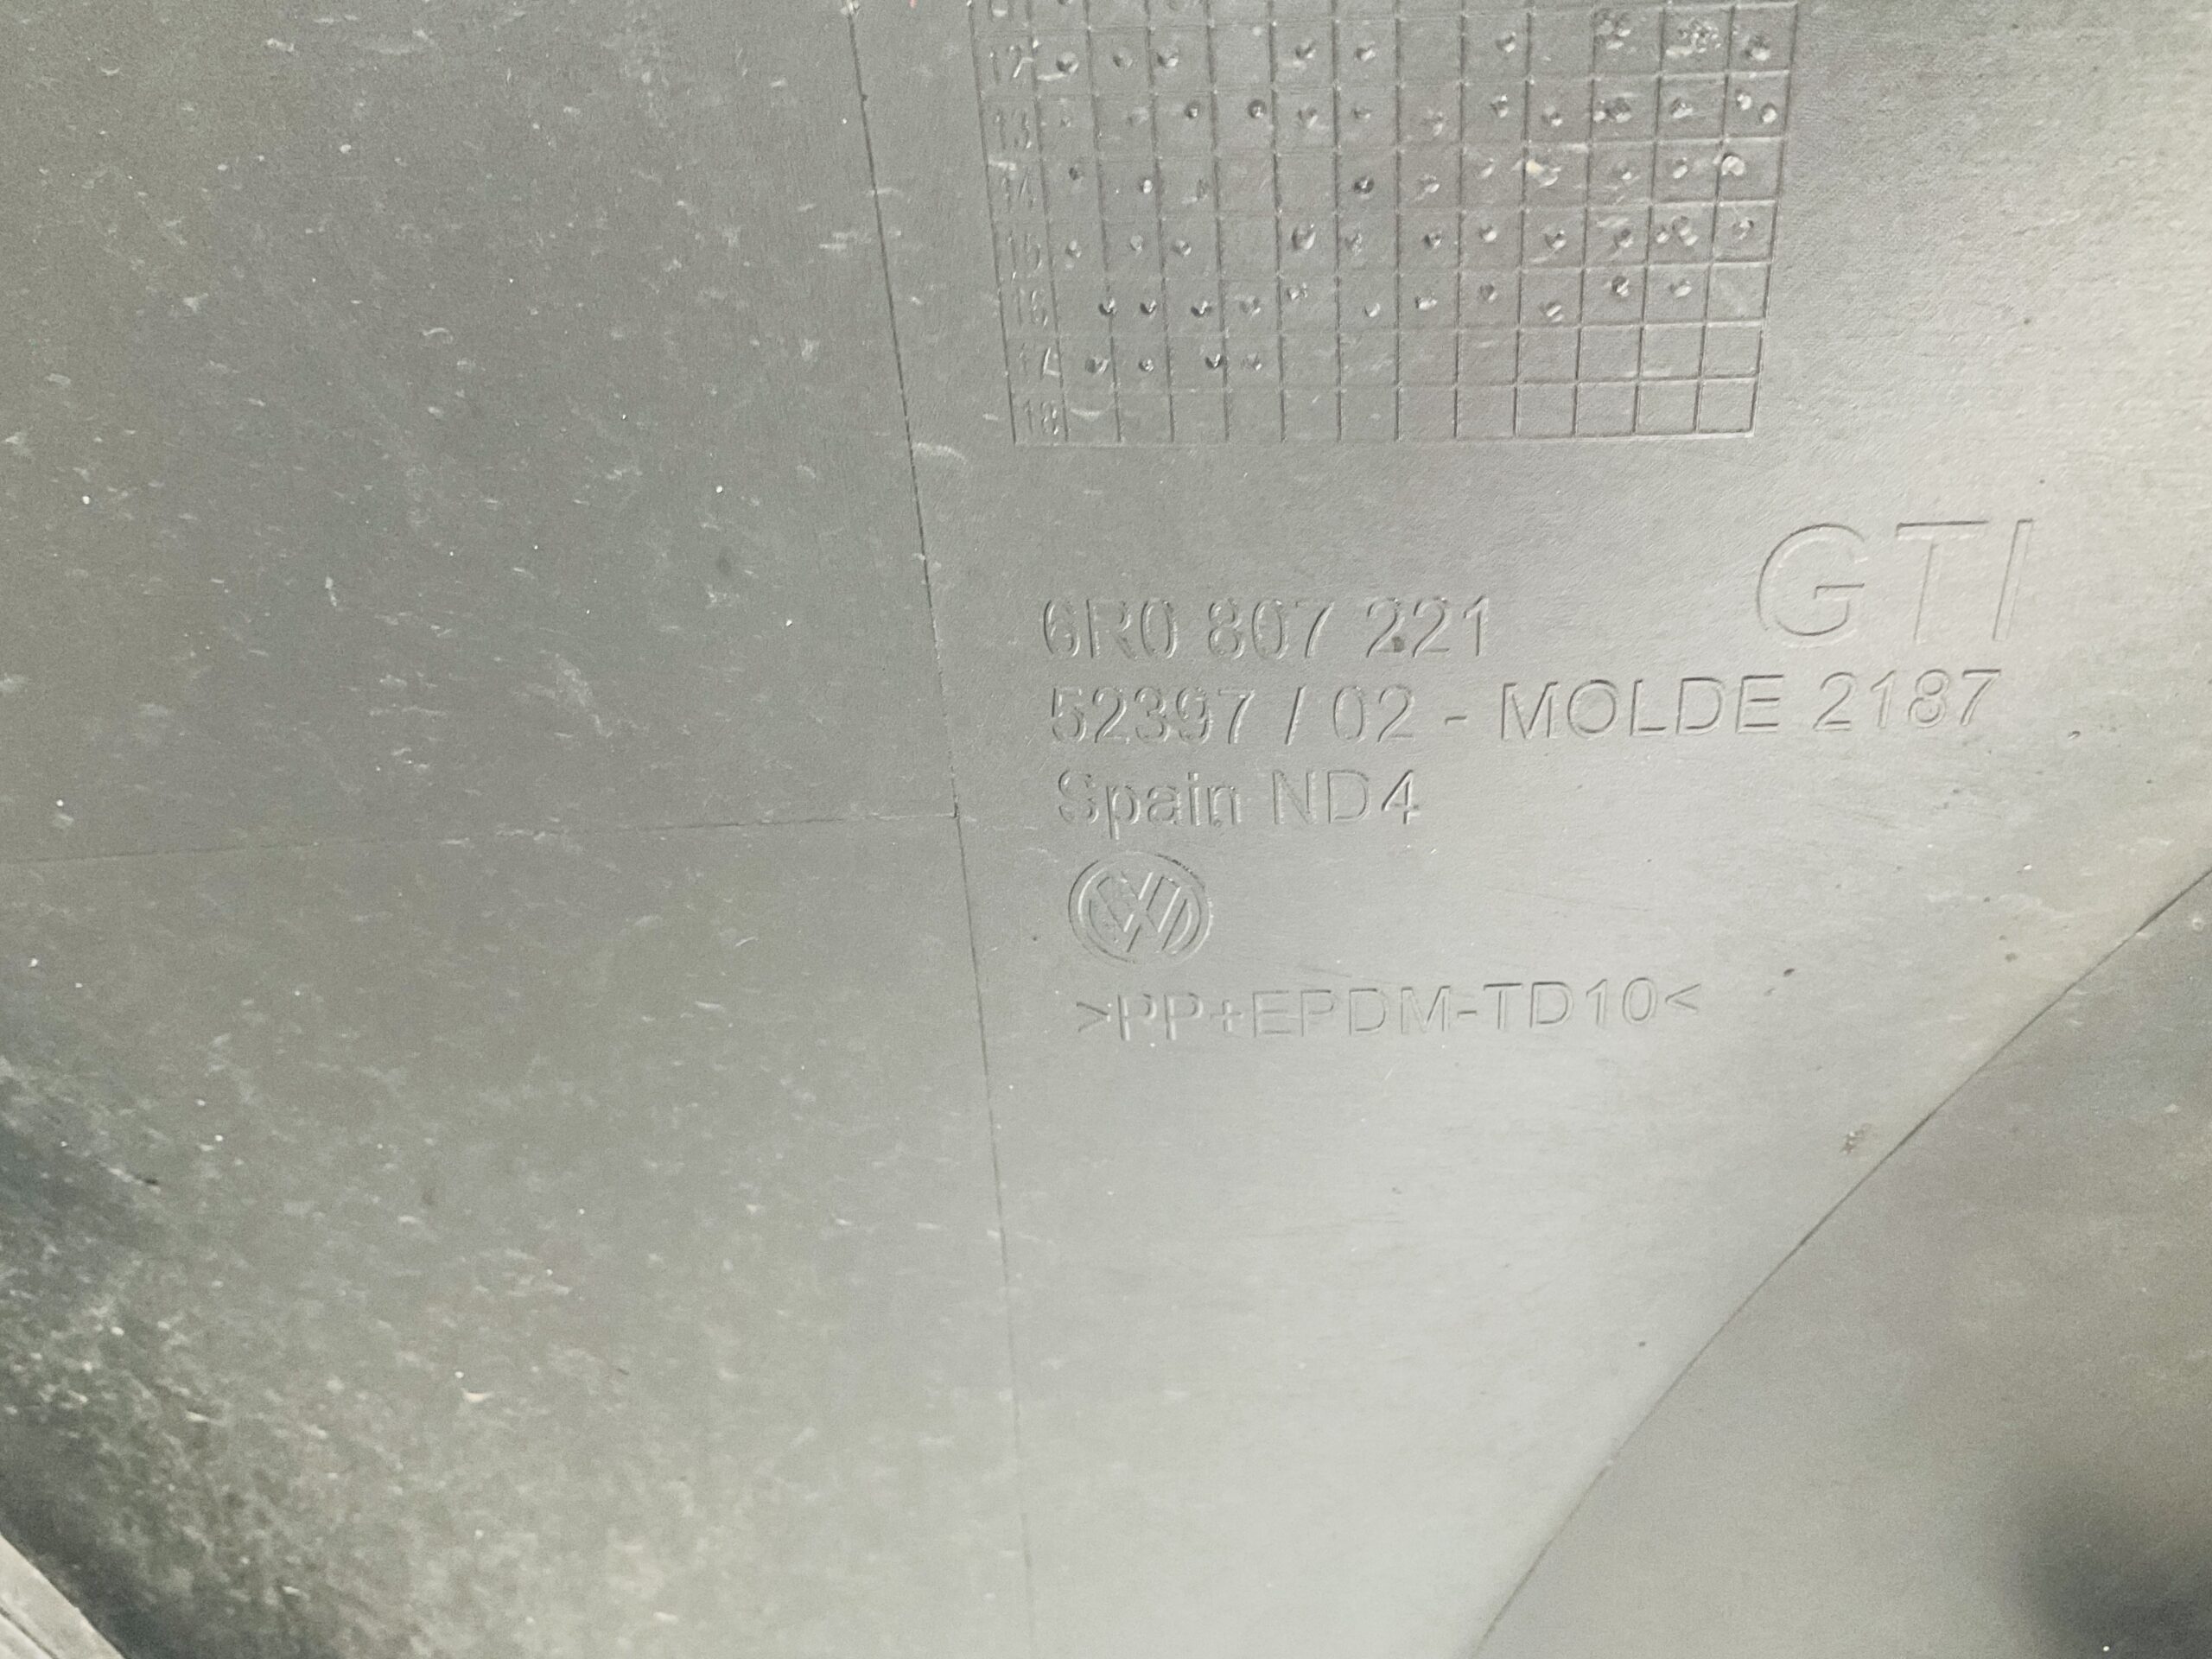 12
13
14
15
16
17
18
GTI
6R0 807 221
52397 / 02 - MOLDE 2187
Spain ND4
VW
>PP+EPDM-TD10<